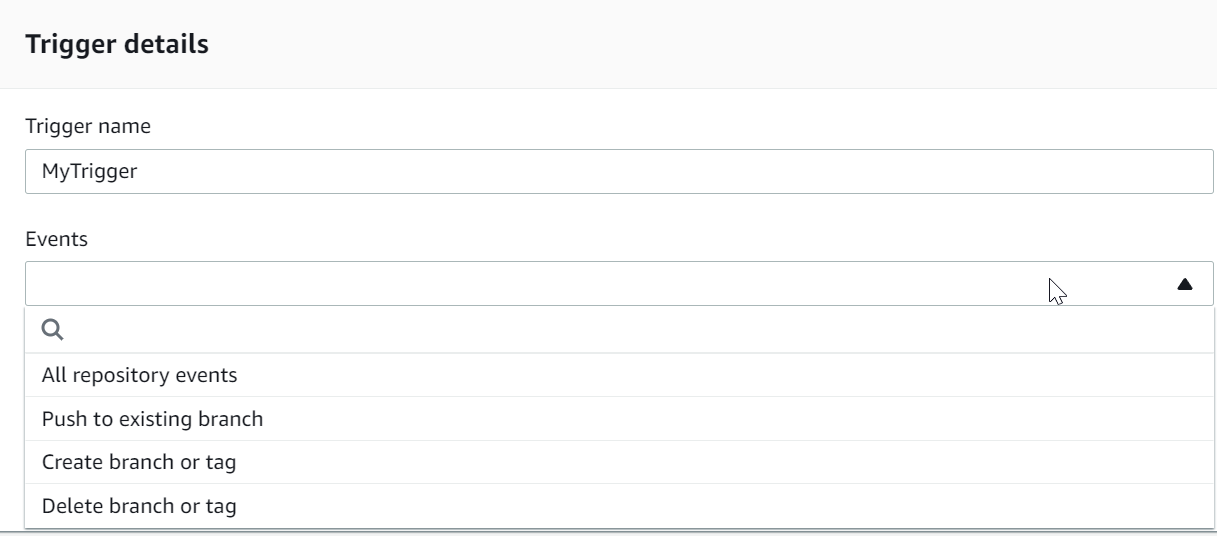 Trigger details
Trigger name
MyTrigger
Events
All repository events
Push to existing branch
Create branch or tag
Delete branch or tag